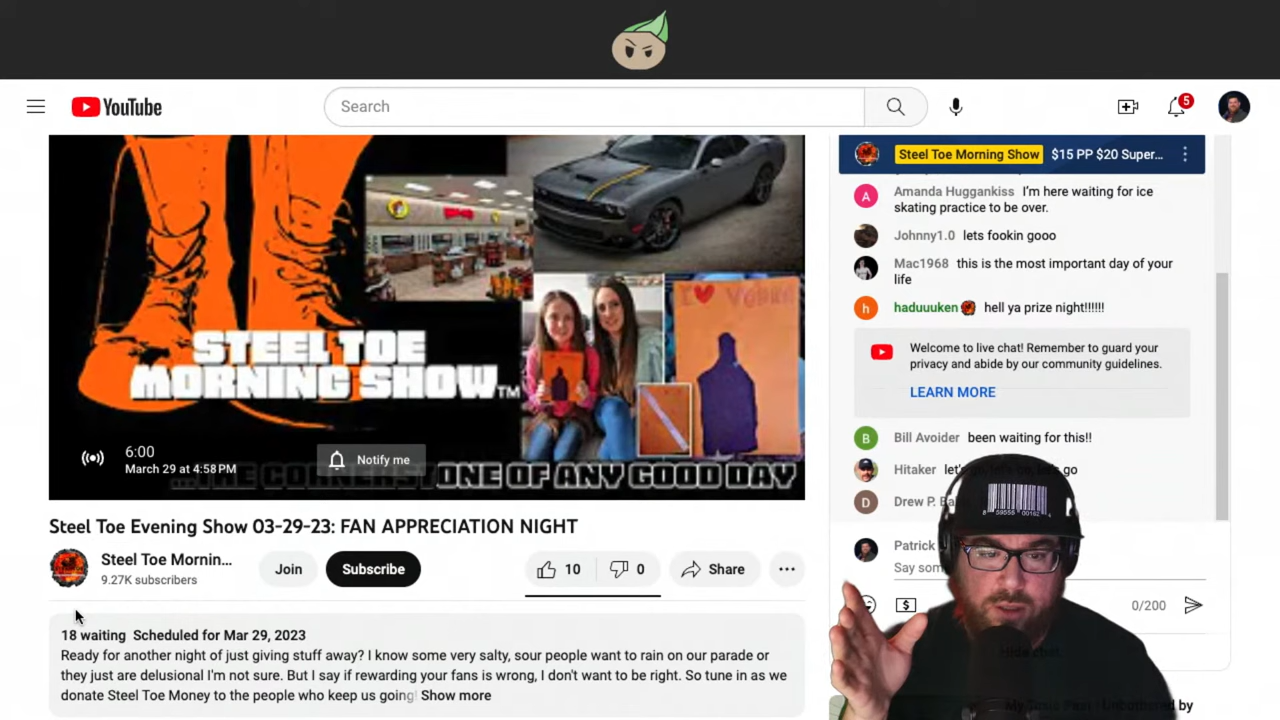 YouTube
Search
5
I ♥
STEEL TOE
MORNING SHOW™
6:00
March 29 at 4:58 PM
Notify me
ONE OF ANY GOOD DAY
Steel Toe Evening Show 03-29-23: FAN APPRECIATION NIGHT
Steel Toe Mornin...
9.27K subscribers
Join
Subscribe
10
0
Share
18 waiting Scheduled for Mar 29, 2023
Ready for another night of just giving stuff away? I know some very salty, sour people want to rain on our parade or
they just are delusional I'm not sure. But I say if rewarding your fans is wrong, I don't want to be right. So tune in as we
donate Steel Toe Money to the people who keep us going! Show more
Steel Toe Morning Show $15 PP $20 Super...
A Amanda Huggankiss I'm here waiting for ice
skating practice to be over.
Johnny1.0 lets fookin gooo
Mac1968 this is the most important day of your
life
h haduuuken hell ya prize night!!!!!!
Welcome to live chat! Remember to guard your
privacy and abide by our community guidelines.
LEARN MORE
B Bill Avoider been waiting for this!!
Hitaker let's go
D Drew P.
Patrick
Say
0/200
Hide chat